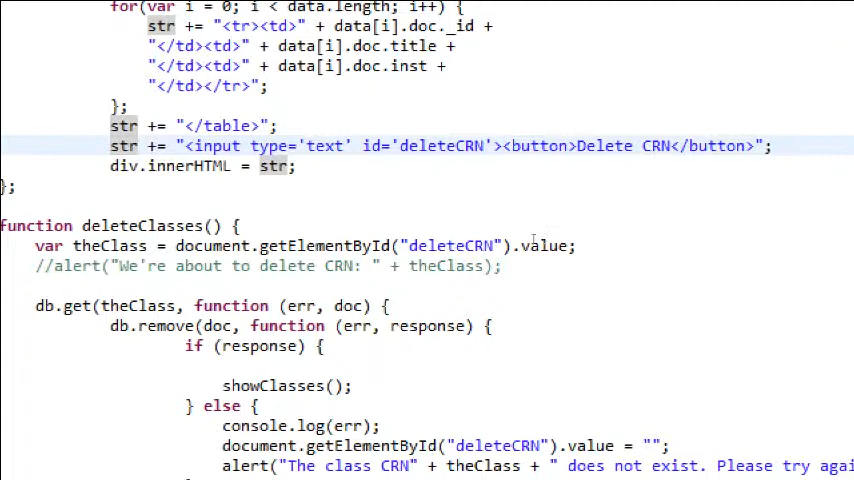 for(var i = 0; i < data.length; i++) {
str += "<tr><td>" + data[i].doc._id +
"</td><td>" + data[i].doc.title +
"</td><td>" + data[i].doc.inst +
"</td></tr>";
};
str += "</table>";
str += "<input type='text' id='deleteCRN'><button>Delete CRN</button>";
div.innerHTML = str;
};
function deleteClasses() {
var theClass = document.getElementById("deleteCRN").value;
//alert("We're about to delete CRN: " + theClass);
db.get(theClass, function (err, doc) {
db.remove(doc, function (err, response) {
if (response) {
showClasses();
} else {
console.log(err);
document.getElementById("deleteCRN").value = "";
alert("The class CRN" + theClass + " does not exist. Please try agai